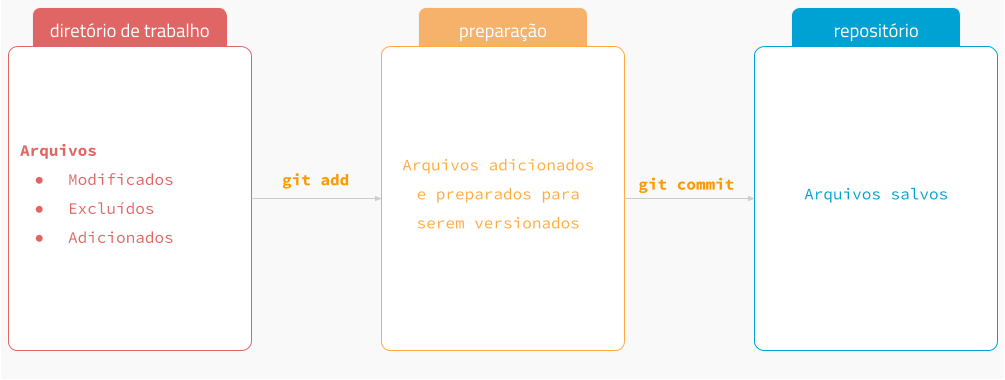 diretório de trabalho
Arquivos
● Modificados
● Excluídos
● Adicionados
git add
preparação
Arquivos adicionados
e preparados para
serem versionados
git commit
repositório
Arquivos salvos